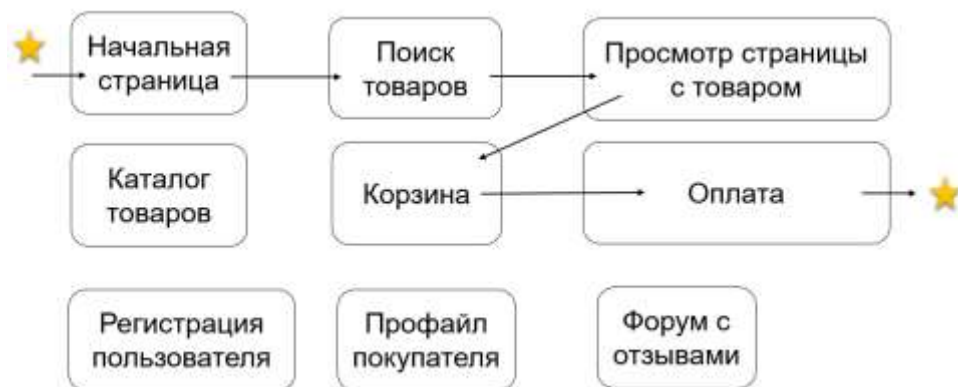 Начальная
страница
Поиск
товаров
Просмотр страницы
с товаром
Каталог
товаров
Корзина
Оплата
Регистрация
пользователя
Профайл
покупателя
Форум с
отзывами